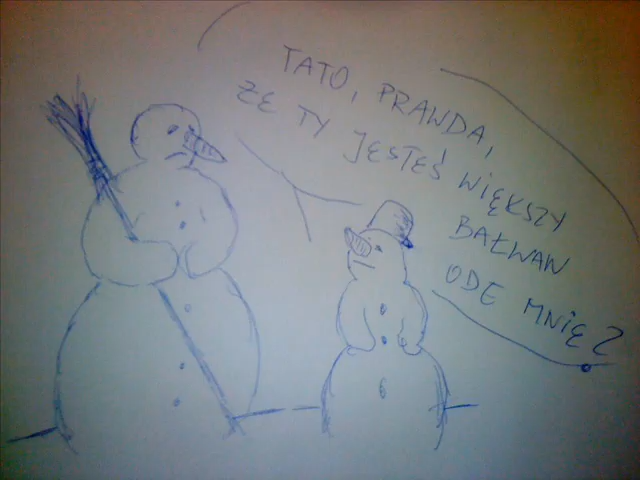 TATO, PRAWDA,
ŻE TY JESTEŚ WIĘKSZY
BAŁWAN
ODE MNIE?